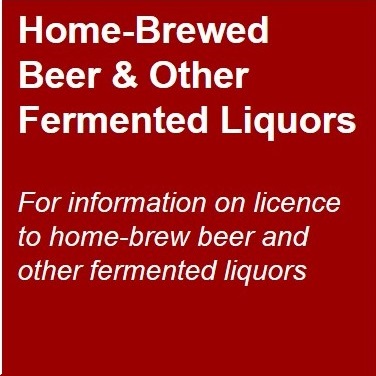 Home-Brewed
Beer & Other
Fermented Liquors
For information on licence
to home-brew beer and
other fermented liquors